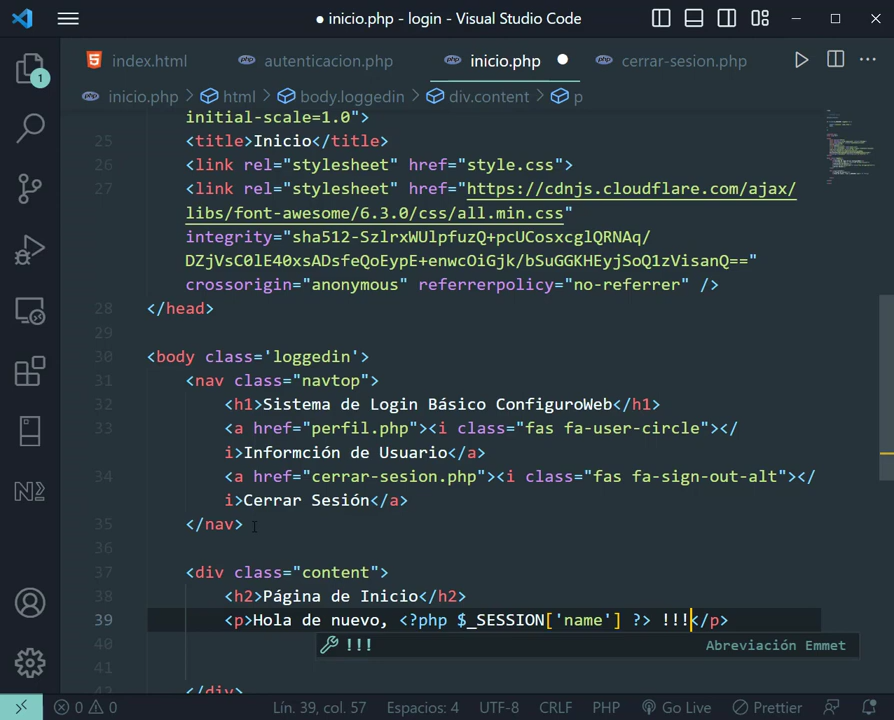 ● inicio.php - login - Visual Studio Code
index.html
autenticacion.php
inicio.php
cerrar-sesion.php
inicio.php > html > body.loggedin > div.content > p
initial-scale=1.0">
25 <title>Inicio</title>
26 <link rel="stylesheet" href="style.css">
27 <link rel="stylesheet" href="https://cdnjs.cloudflare.com/ajax/
libs/font-awesome/6.3.0/css/all.min.css"
integrity="sha512-SzlrxWUlpfuzQ+pcUCosxcglQRNAq/
DZjVsC0lE40xsADsfeQoEypE+enwcOiGjk/bSuGGKHEyjSoQ1zVisanQ=="
crossorigin="anonymous" referrerpolicy="no-referrer" />
28 </head>
29
30 <body class='loggedin'>
31 <nav class="navtop">
32 <h1>Sistema de Login Básico ConfiguroWeb</h1>
33 <a href="perfil.php"><i class="fas fa-user-circle"></
i>Informción de Usuario</a>
34 <a href="cerrar-sesion.php"><i class="fas fa-sign-out-alt"></
i>Cerrar Sesión</a>
35 </nav>
36
37 <div class="content">
38 <h2>Página de Inicio</h2>
39 <p>Hola de nuevo, <?php $_SESSION['name'] ?> !!!</p>
40
!!! Abreviación Emmet
41
42 </div>
1
0 0
Lín. 39, col. 57
Espacios: 4
UTF-8
CRLF
PHP
Go Live
Prettier